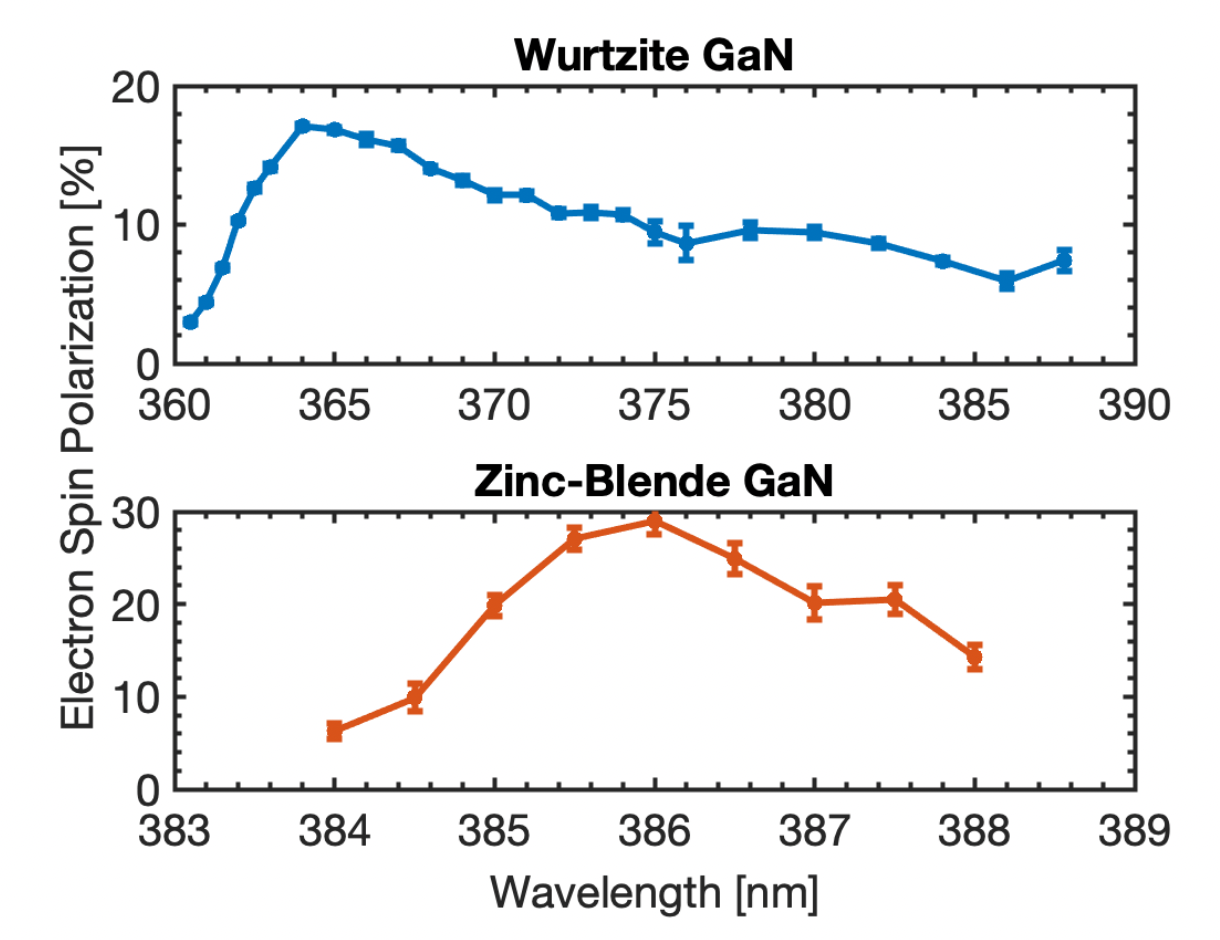 Wurtzite GaN
20
10
0
360 365 370 375 380 385 390
Electron Spin Polarization [%]
Zinc-Blende GaN
30
20
10
0
383 384 385 386 387 388 389
Wavelength [nm]